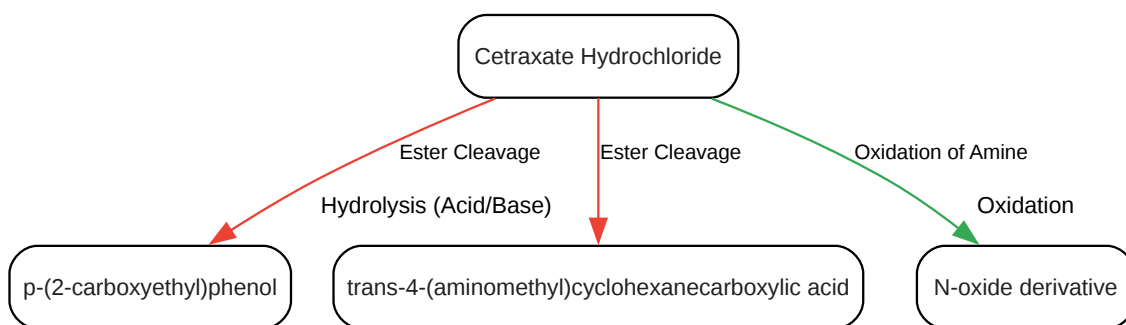 Cetraxate Hydrochloride
Ester Cleavage
Ester Cleavage
Oxidation of Amine
Hydrolysis (Acid/Base)
Oxidation
p-(2-carboxyethyl)phenol
trans-4-(aminomethyl)cyclohexanecarboxylic acid
N-oxide derivative